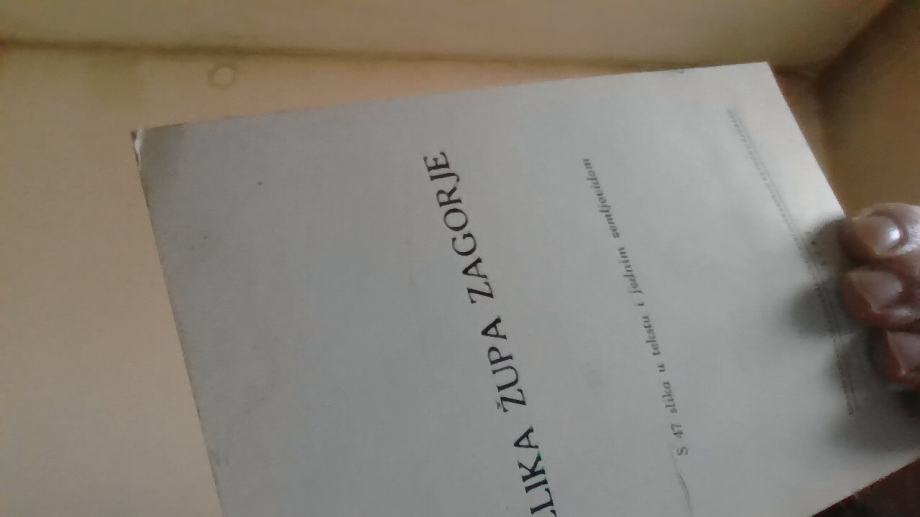 LIKA ŽUPA ZAGORJE
S 47 slika u tekstu i jednim zemljovidom